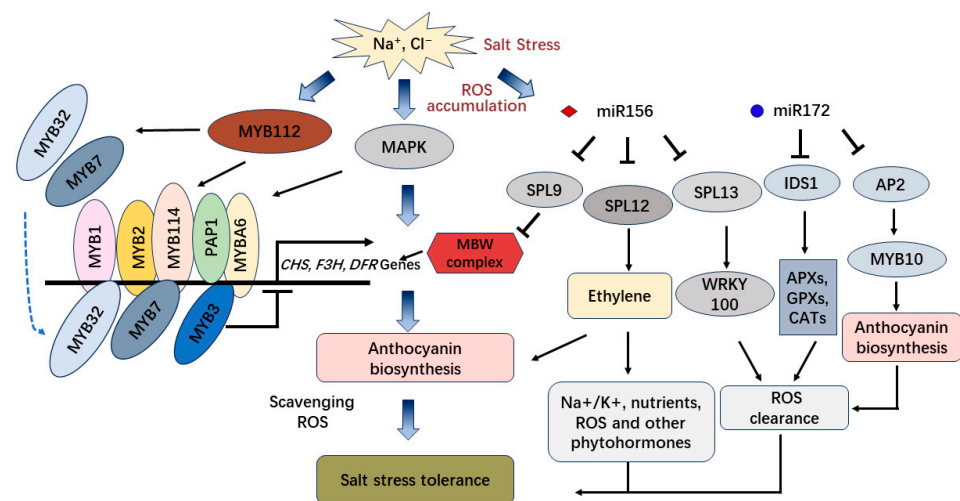 Na⁺, Cl⁻
Salt Stress
ROS
accumulation
miR156
miR172
MYB32
MYB7
MYB112
MAPK
SPL9
SPL12
SPL13
IDS1
AP2
MYB1
MYB2
MYB114
PAP1
MYBA6
CHS, F3H, DFR Genes
MBW
complex
MYB10
MYB32
MYB7
MYB3
Ethylene
WRKY
100
APXs,
GPXs,
CATs
Anthocyanin
biosynthesis
Anthocyanin
biosynthesis
Scavenging
ROS
Na+/K+, nutrients,
ROS and other
phytohormones
ROS
clearance
Salt stress tolerance